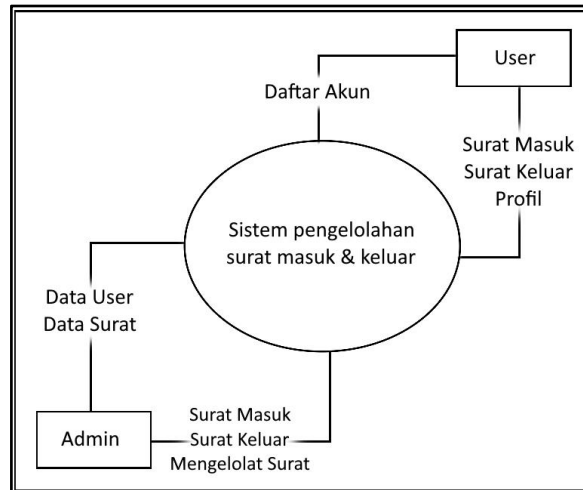 User
Daftar Akun
Surat Masuk
Surat Keluar
Profil
Sistem pengelolahan
surat masuk & keluar
Data User
Data Surat
Admin
Surat Masuk
Surat Keluar
Mengelolat Surat